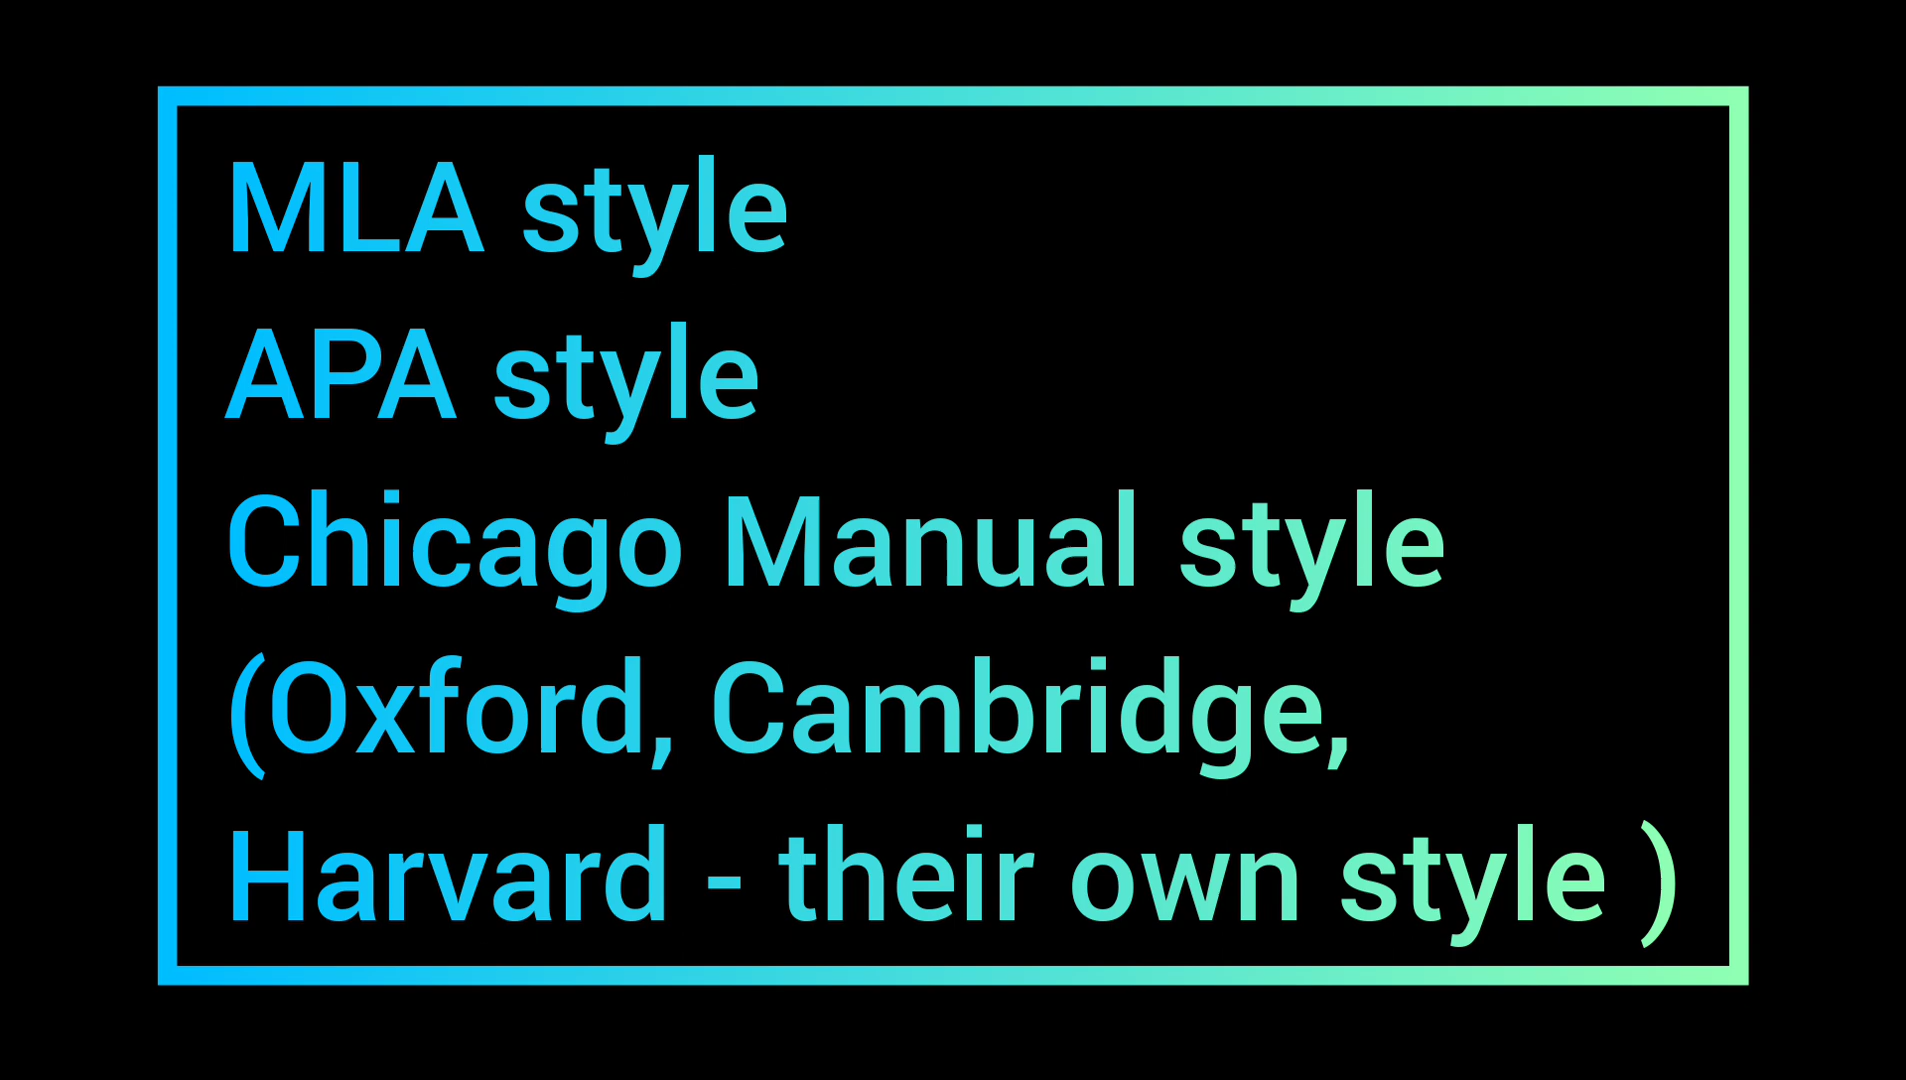 MLA style
APA style
Chicago Manual style
(Oxford, Cambridge,
Harvard - their own style )